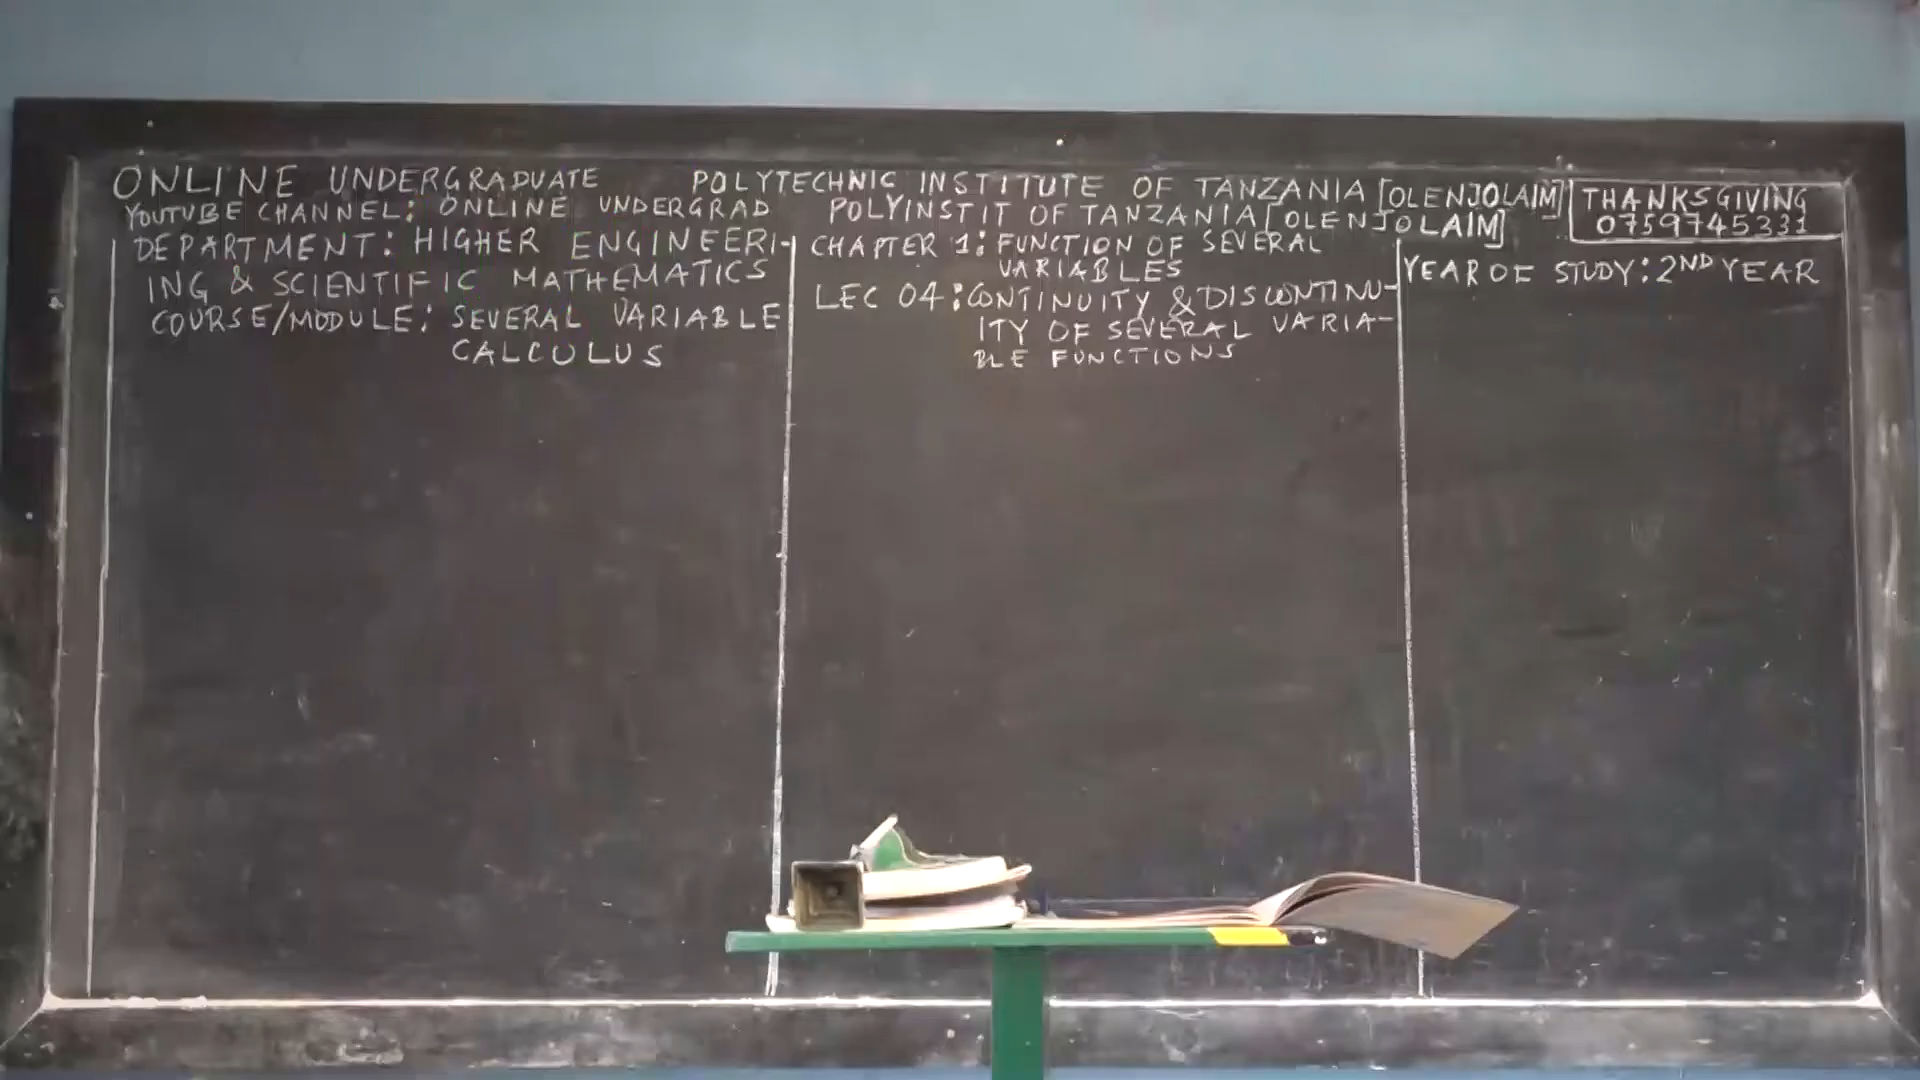 ONLINE UNDERGRADUATE POLYTECHNIC INSTITUTE OF TANZANIA [OLENJOLAIM]
YOUTUBE CHANNEL: ONLINE UNDERGRAD POLYINSTIT OF TANZANIA [OLENJOLAIM]
THANKSGIVING
0759745331
DEPARTMENT: HIGHER ENGINEERI-
ING & SCIENTIFIC MATHEMATICS
COURSE/MODULE: SEVERAL VARIABLE
CALCULUS
CHAPTER 1: FUNCTION OF SEVERAL
VARIABLES
LEC 04: CONTINUITY & DISCONTINU-
ITY OF SEVERAL VARIA-
BLE FUNCTIONS
YEAR OF STUDY: 2ND YEAR